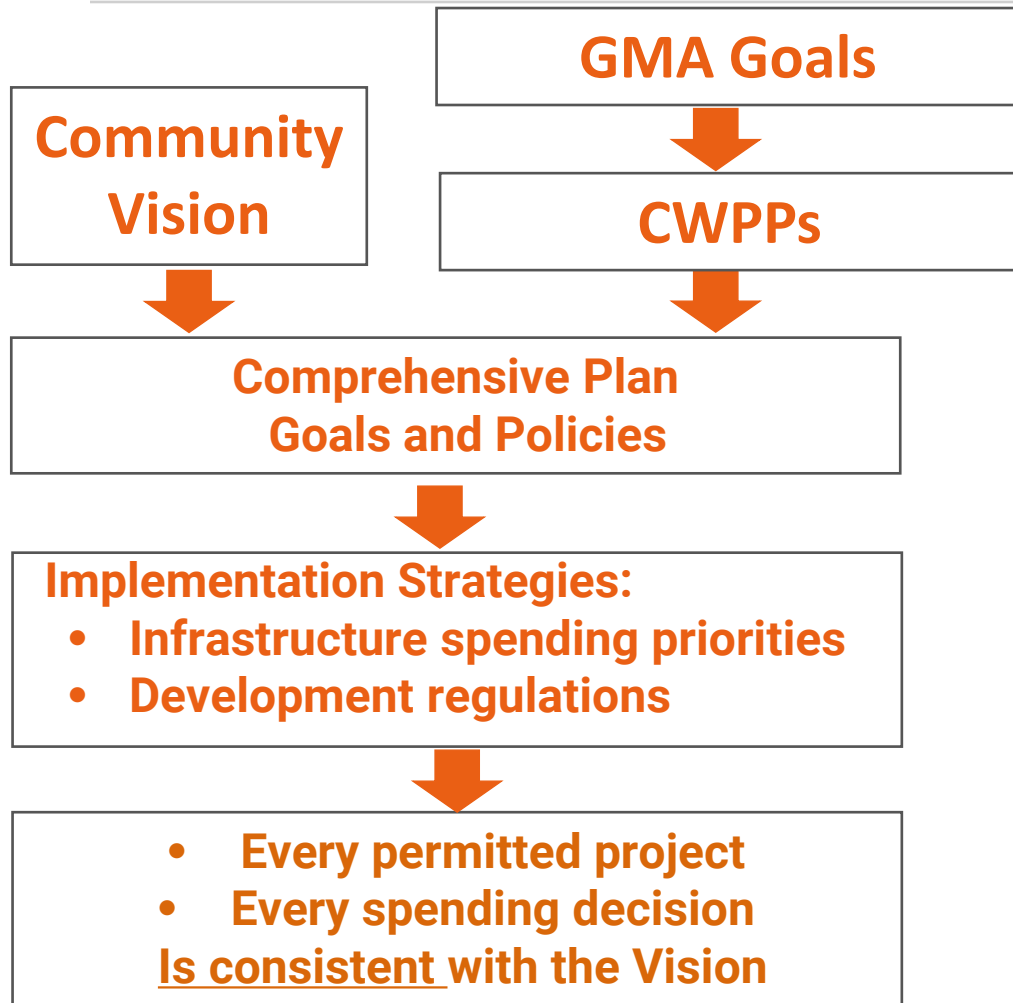 GMA Goals
Community
Vision
CWPPs
Comprehensive Plan
Goals and Policies
Implementation Strategies:
• Infrastructure spending priorities
• Development regulations
• Every permitted project
• Every spending decision
Is consistent with the Vision